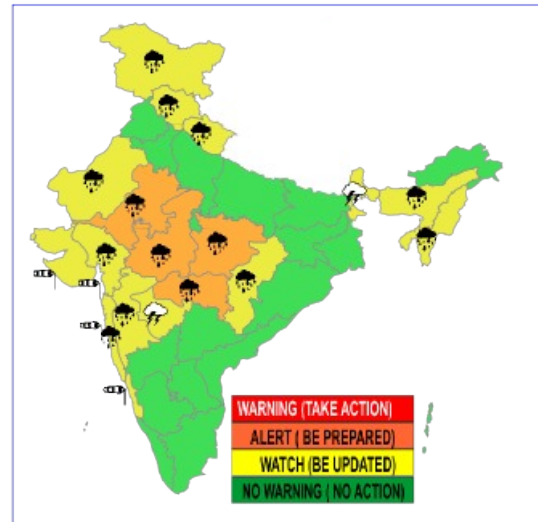 WARNING (TAKE ACTION)
ALERT ( BE PREPARED)
WATCH (BE UPDATED)
NO WARNING ( NO ACTION)